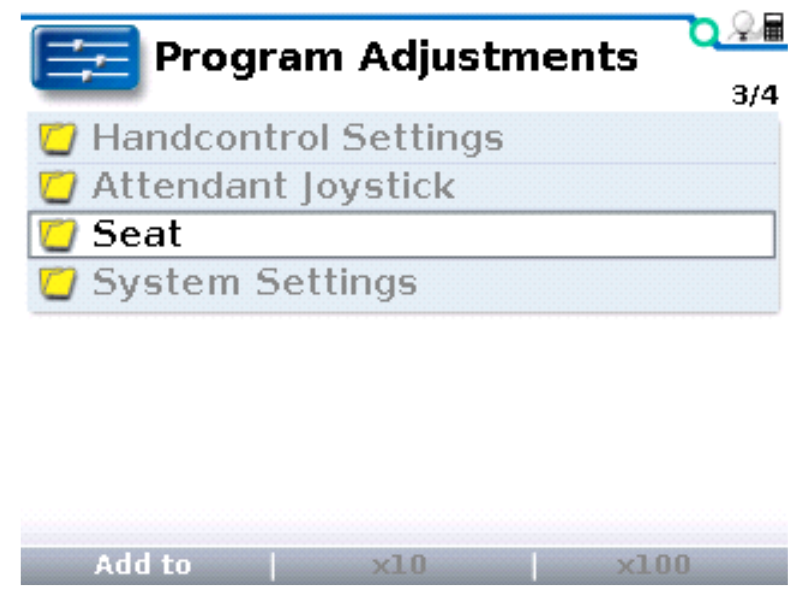 Program Adjustments
3/4
Handcontrol Settings
Attendant Joystick
Seat
System Settings
Add to | x10 | x100